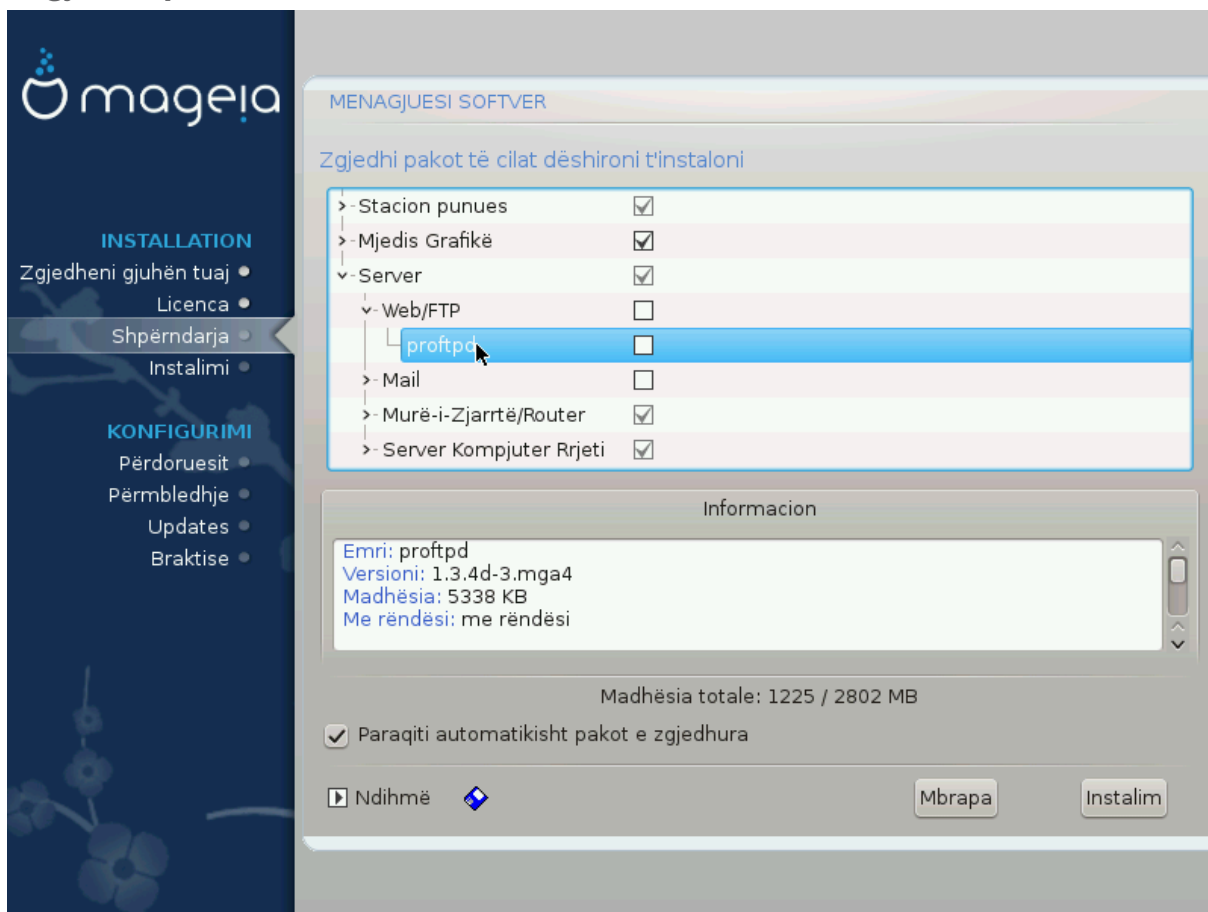 mageia
MENAGJUESI SOFTVER
Zgjedhi pakot të cilat dëshironi t'instaloni
Stacion punues
Mjedis Grafikë
Server
Web/FTP
proftpd
Mail
Murë-i-Zjarrtë/Router
Server Kompjuter Rrjeti
INSTALLATION
Zgjedheni gjuhën tuaj
Licenca
Shpërndarja
Instalimi
KONFIGURIMI
Përdoruesit
Përmbledhje
Updates
Braktise
Informacion
Emri: proftpd
Versioni: 1.3.4d-3.mga4
Madhësia: 5338 KB
Me rëndësi: me rëndësi
Madhësia totale: 1225 / 2802 MB
Paraqiti automatikisht pakot e zgjedhura
Ndihmë
Mbrapa
Instalim